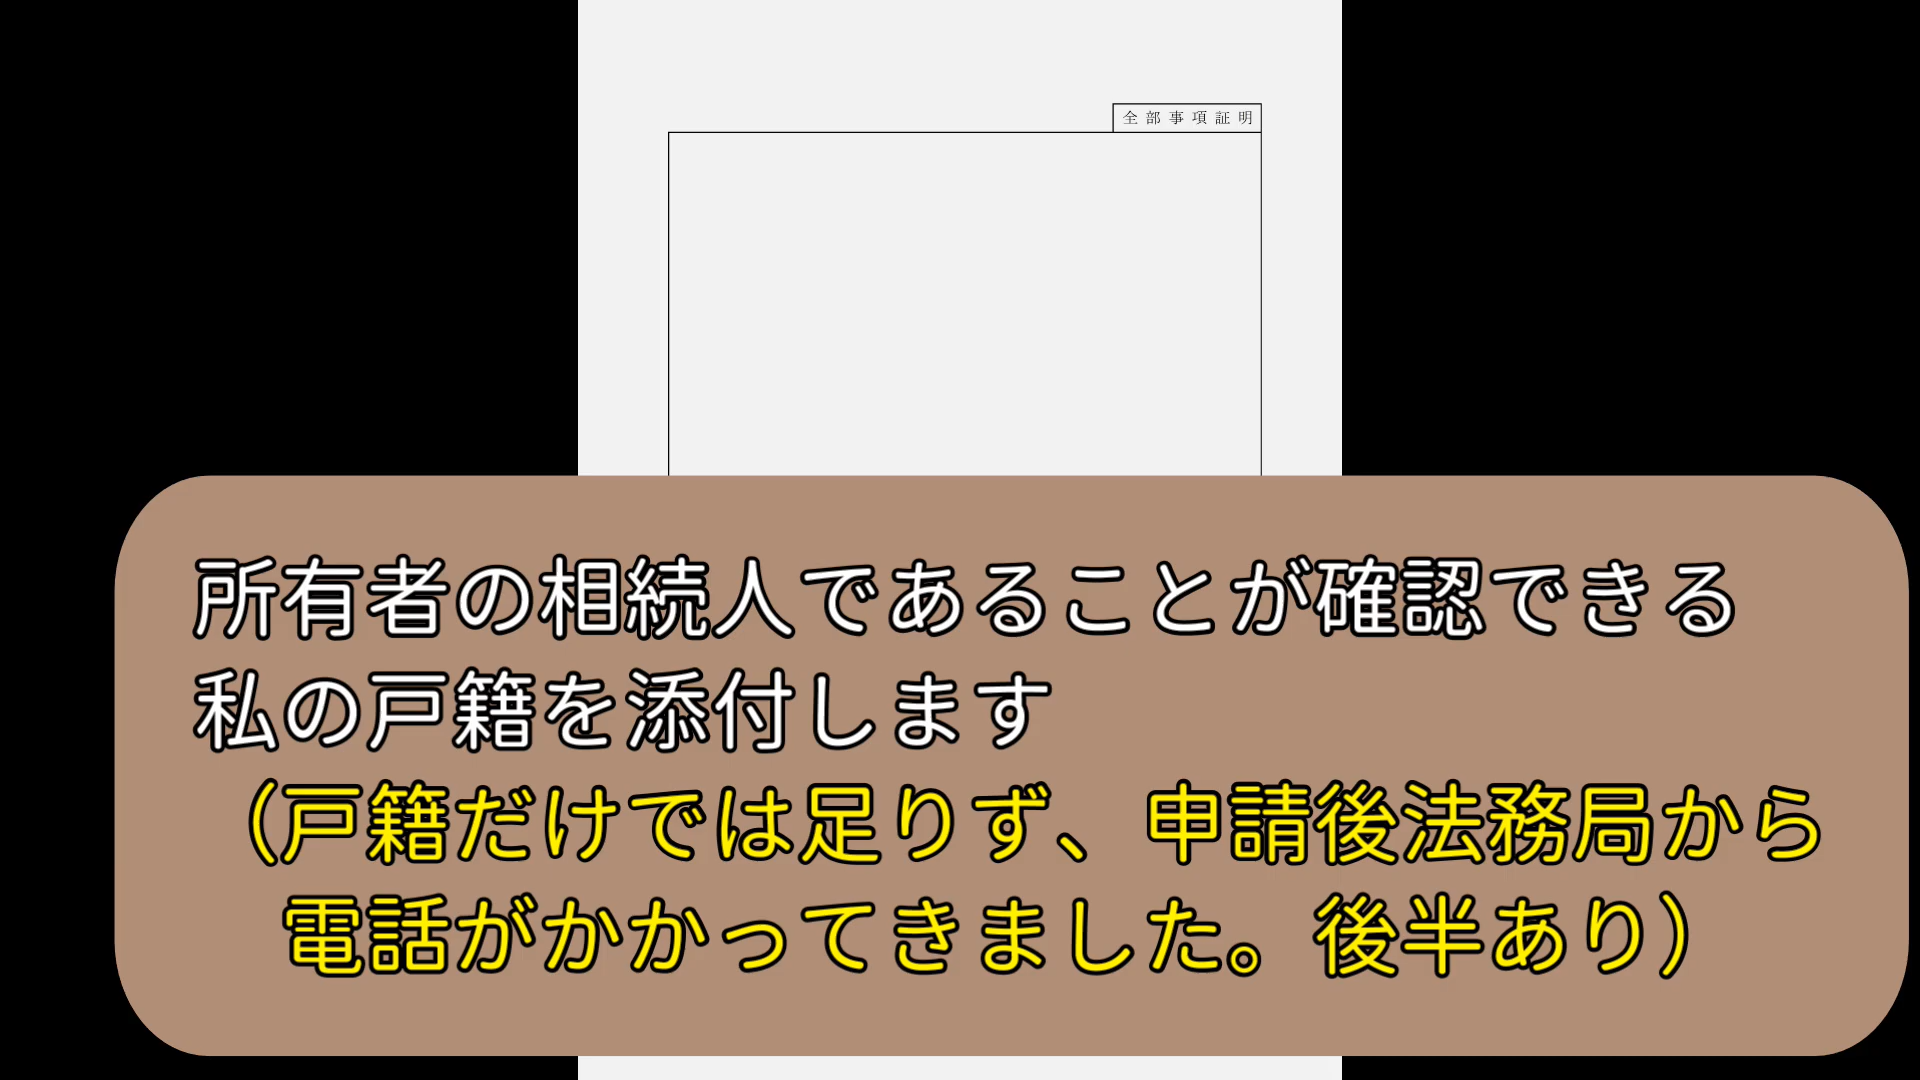 全部事項証明
所有者の相続人であることが確認できる
私の戸籍を添付します
（戸籍だけでは足りず、申請後法務局から
電話がかかってきました。後半あり）